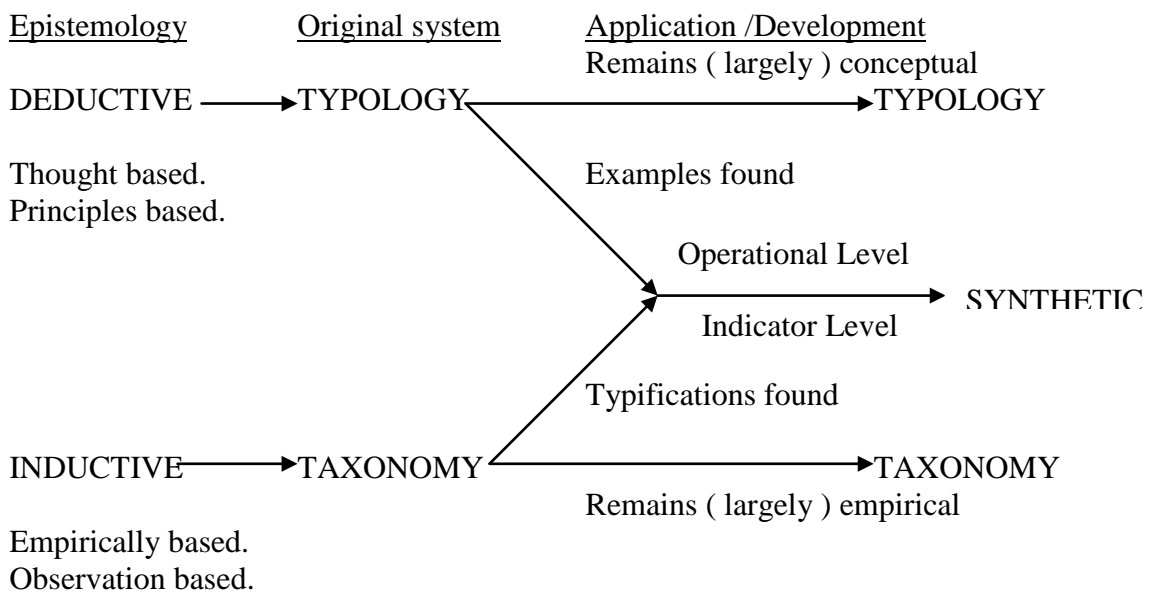 Epistemology Original system Application /Development
Remains ( largely ) conceptual
DEDUCTIVE TYPOLOGY TYPOLOGY
Thought based. Examples found
Principles based.
Operational Level
SYNTHETIC
Indicator Level
Typifications found
INDUCTIVE TAXONOMY TAXONOMY
Remains ( largely ) empirical
Empirically based.
Observation based.